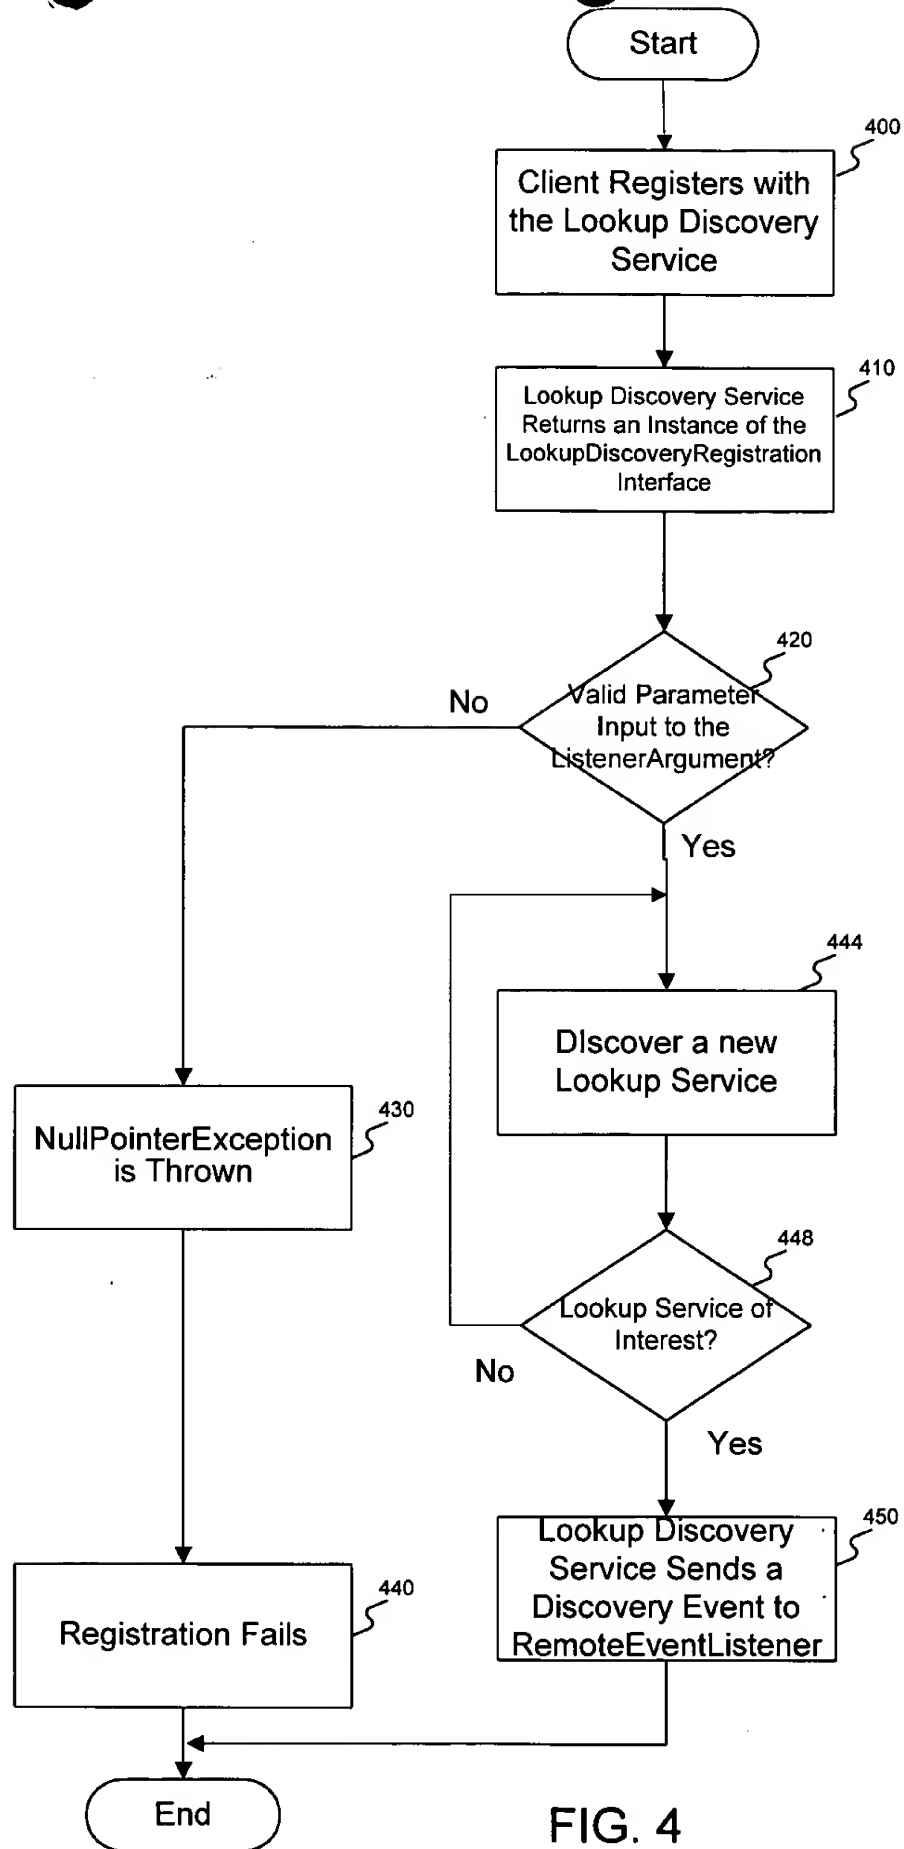 Start
400
Client Registers with
the Lookup Discovery
Service
410
Lookup Discovery Service
Returns an Instance of the
LookupDiscoveryRegistration
Interface
420
Valid Parameter
Input to the
ListenerArgument?
No
Yes
444
DIscover a new
Lookup Service
430
NullPointerException
is Thrown
448
Lookup Service of
Interest?
No
Yes
450
Lookup Discovery
Service Sends a
Discovery Event to
RemoteEventListener
440
Registration Fails
End
FIG. 4